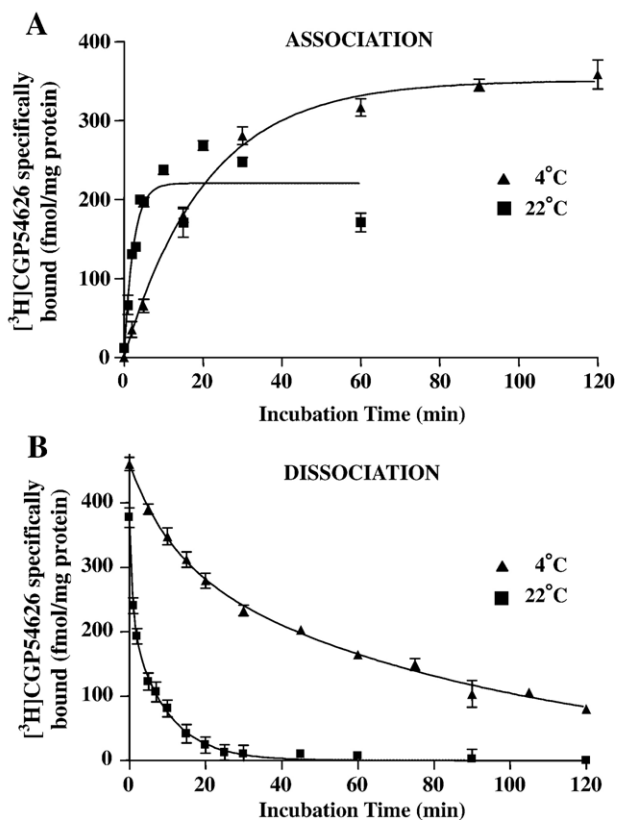 A
ASSOCIATION
[³H]CGP54626 specifically
bound (fmol/mg protein)
400
300
200
100
0
4°C
22°C
0 20 40 60 80 100 120
Incubation Time (min)
B
DISSOCIATION
[³H]CGP54626 specifically
bound (fmol/mg protein)
400
300
200
100
0
4°C
22°C
0 20 40 60 80 100 120
Incubation Time (min)